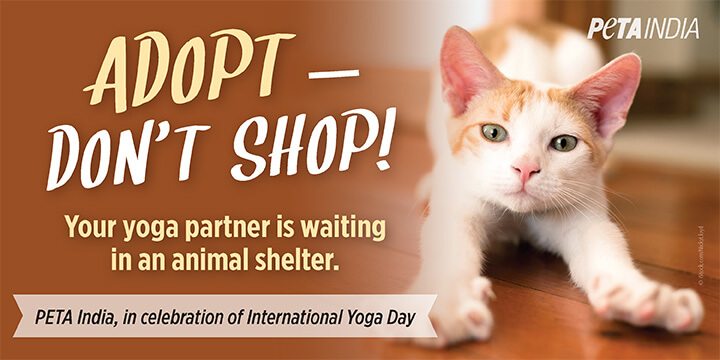 PETA INDIA
ADOPT —
DON'T SHOP!
Your yoga partner is waiting
in an animal shelter.
PETA India, in celebration of International Yoga Day